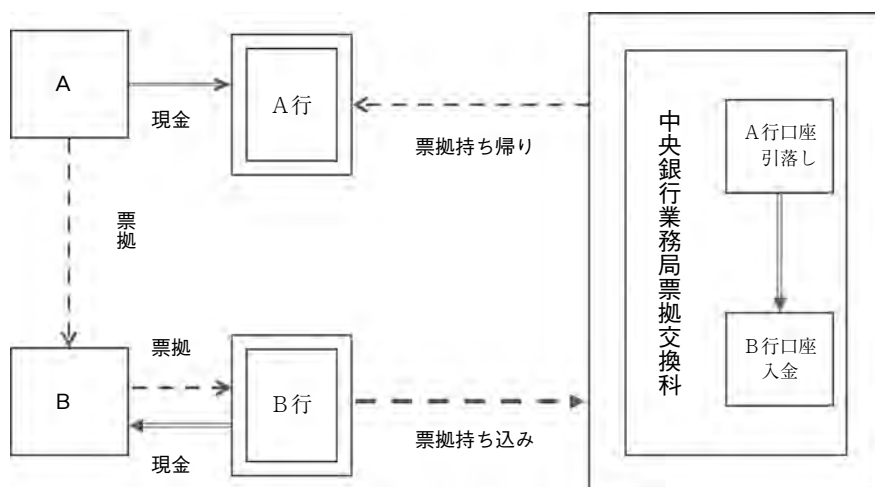 A
現金
A行
票拠持ち帰り
票拠
中央銀行業務局票拠交換科
A行口座
引落し
B行口座
入金
B
票拠
現金
B行
票拠持ち込み